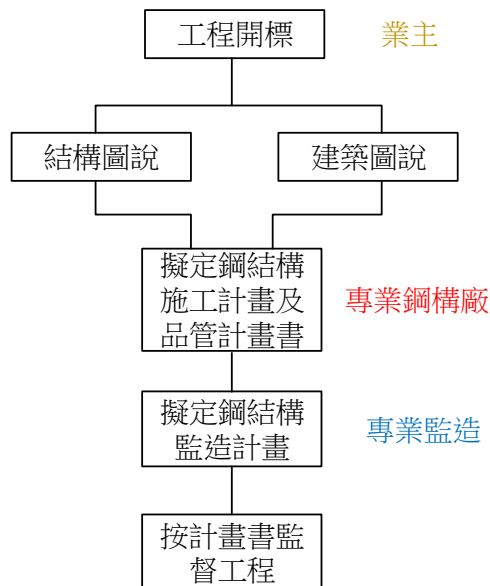 工程開標
業主
結構圖說
建築圖說
擬定鋼結構
施工計畫及
品管計畫書
專業鋼構廠
擬定鋼結構
監造計畫
專業監造
按計畫書監
督工程